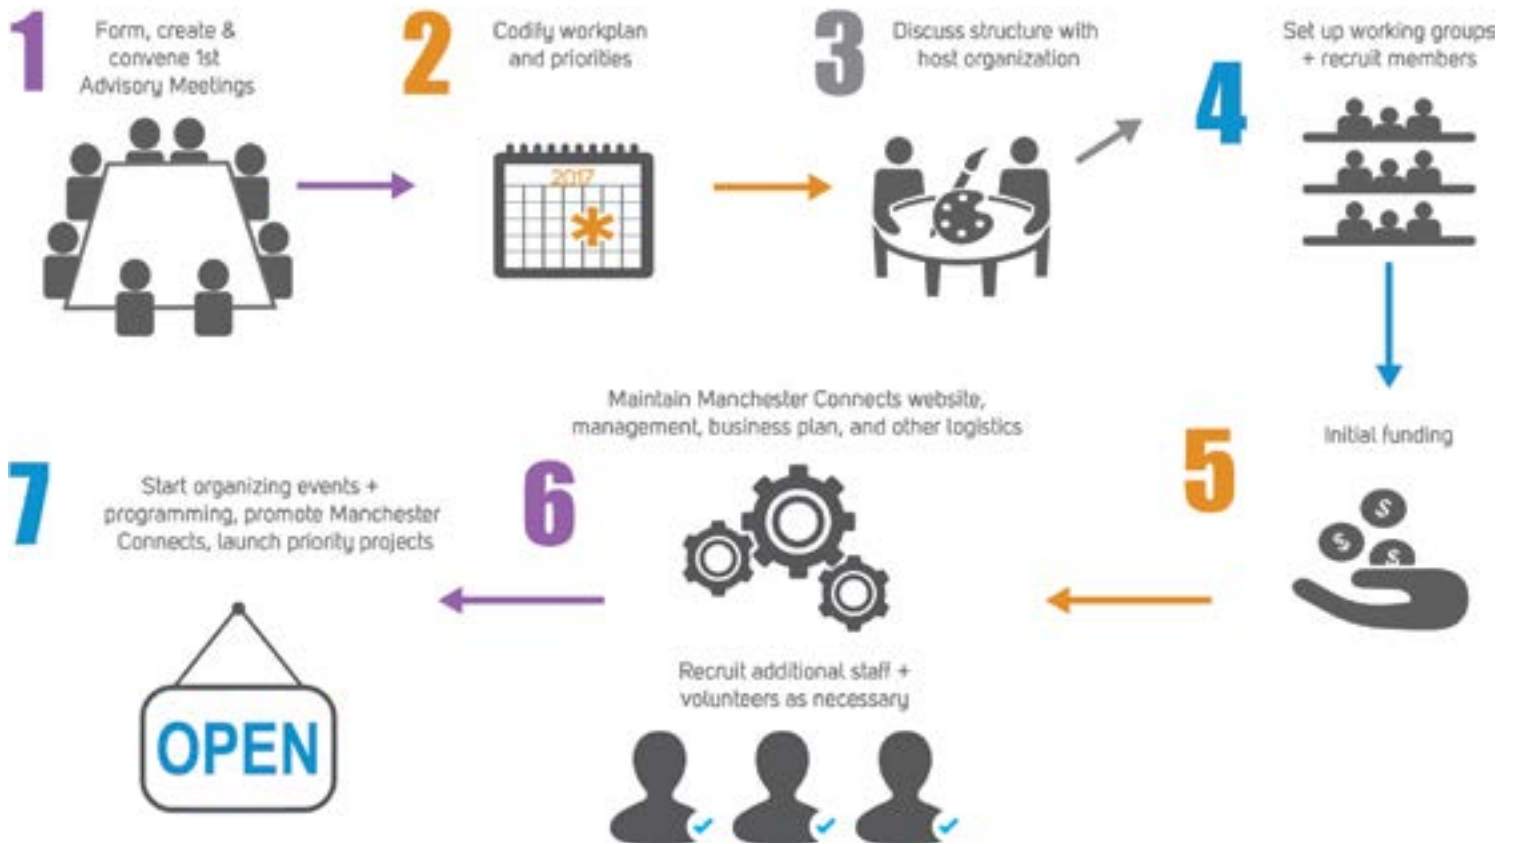 1
Form, create &
convene 1st
Advisory Meetings
2
Codify workplan
and priorities
2017
3
Discuss structure with
host organization
4
Set up working groups
+ recruit members
5
Initial funding
$
$
$
6
Maintain Manchester Connects website,
management, business plan, and other logistics
Recruit additional staff +
volunteers as necessary
7
Start organizing events +
programming, promote Manchester
Connects, launch priority projects
OPEN